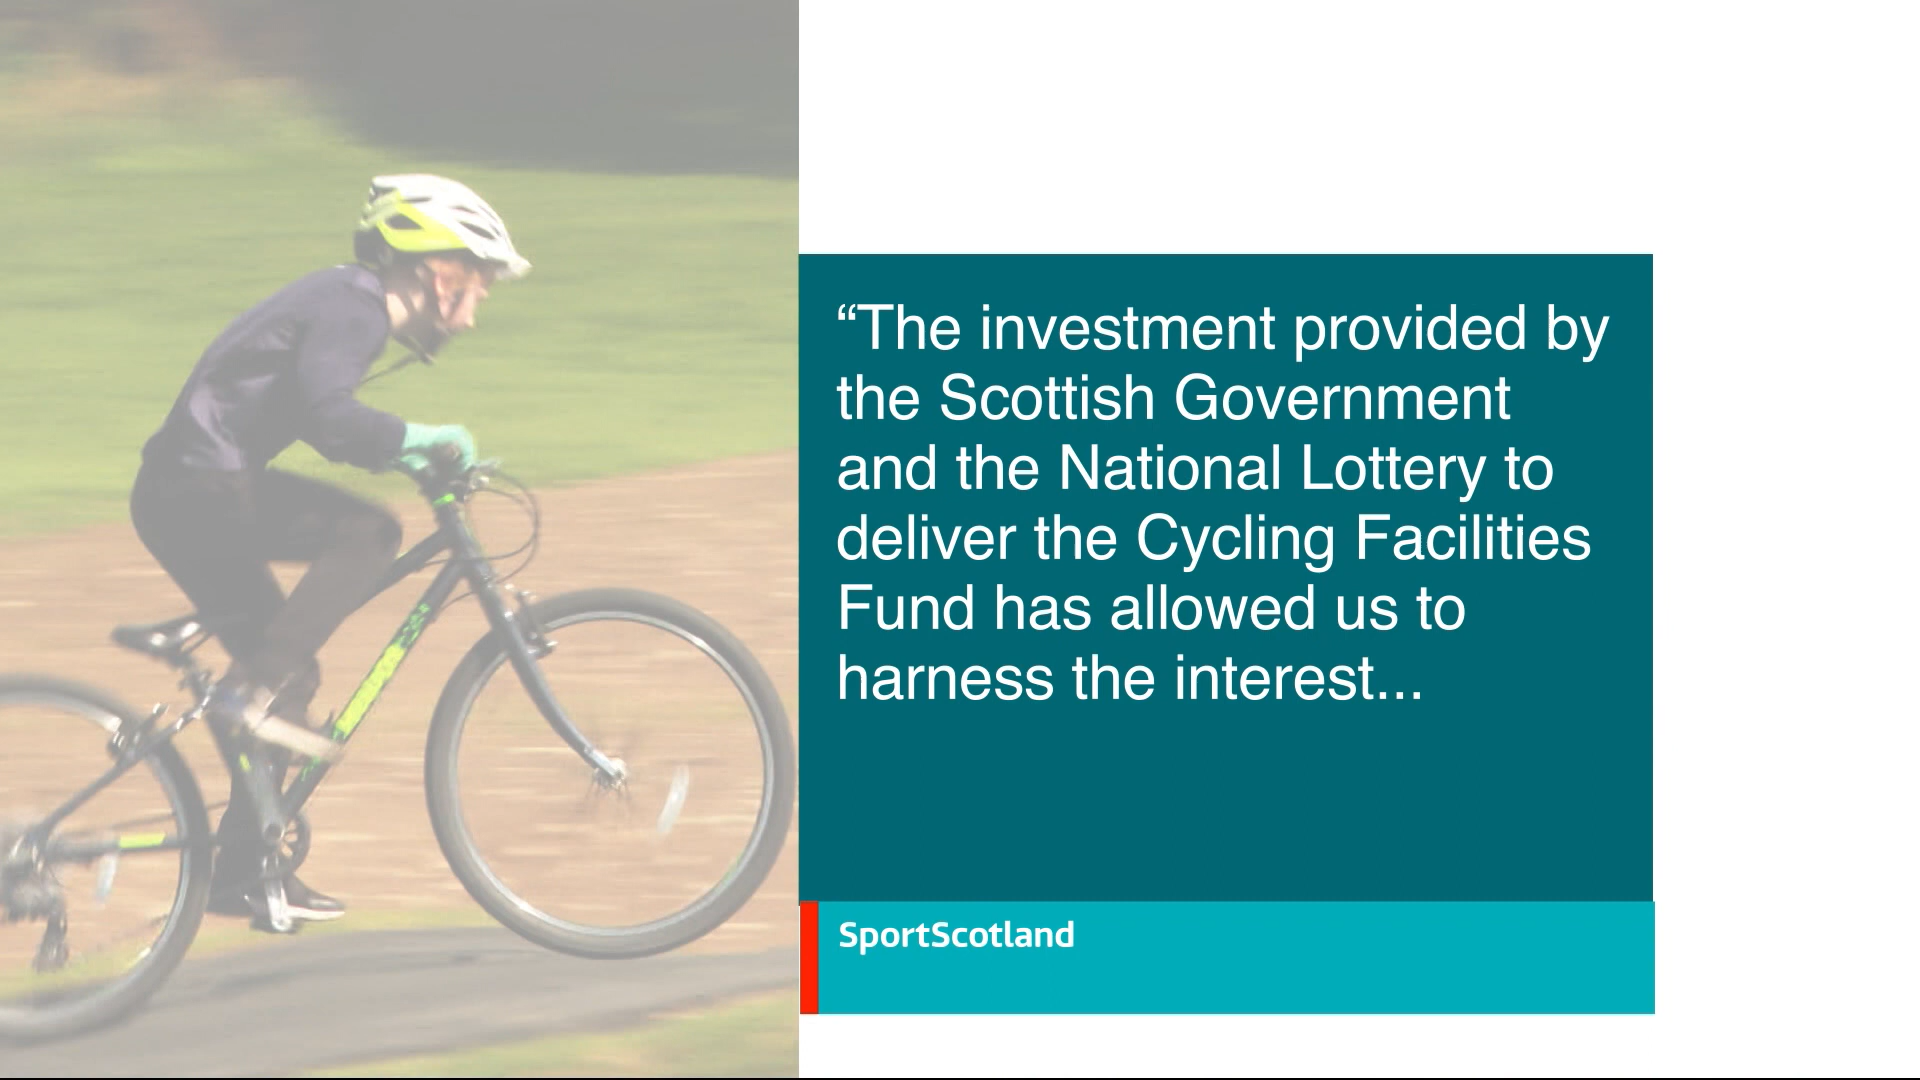 “The investment provided by
the Scottish Government
and the National Lottery to
deliver the Cycling Facilities
Fund has allowed us to
harness the interest...
SportScotland